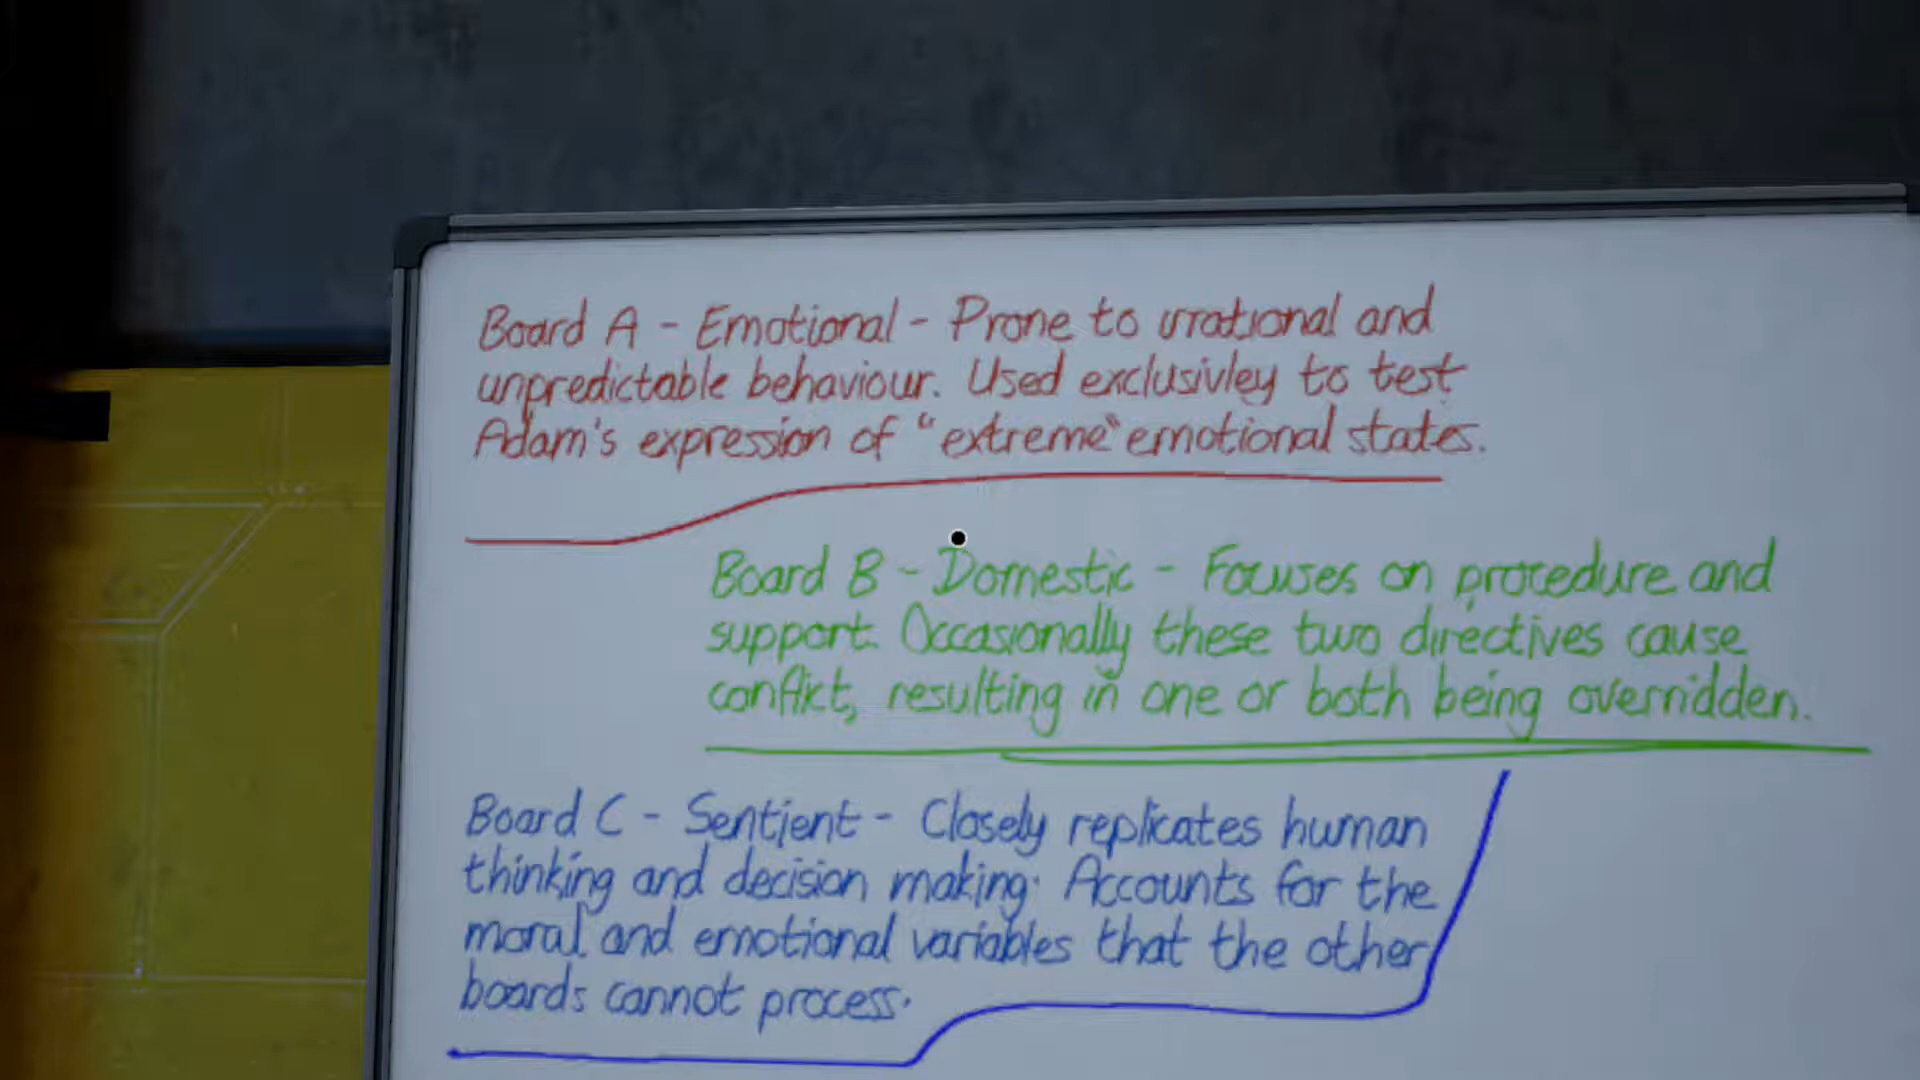 Board A - Emotional - Prone to irrational and
unpredictable behaviour. Used exclusivley to test
Adam's expression of "extreme" emotional states.
Board B - Domestic - Focuses on procedure and
support. Occasionally these two directives cause
conflict, resulting in one or both being overridden.
Board C - Sentient - Closely replicates human
thinking and decision making. Accounts for the
moral and emotional variables that the other
boards cannot process.